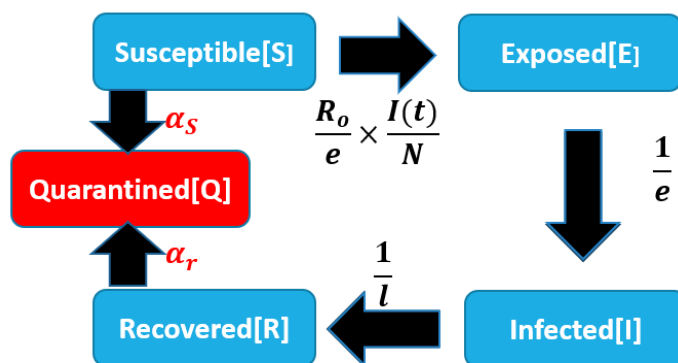 Susceptible[S]
Exposed[E]
α_S
R_o/e × I(t)/N
Quarantined[Q]
1/e
α_r
1/l
Recovered[R]
Infected[I]